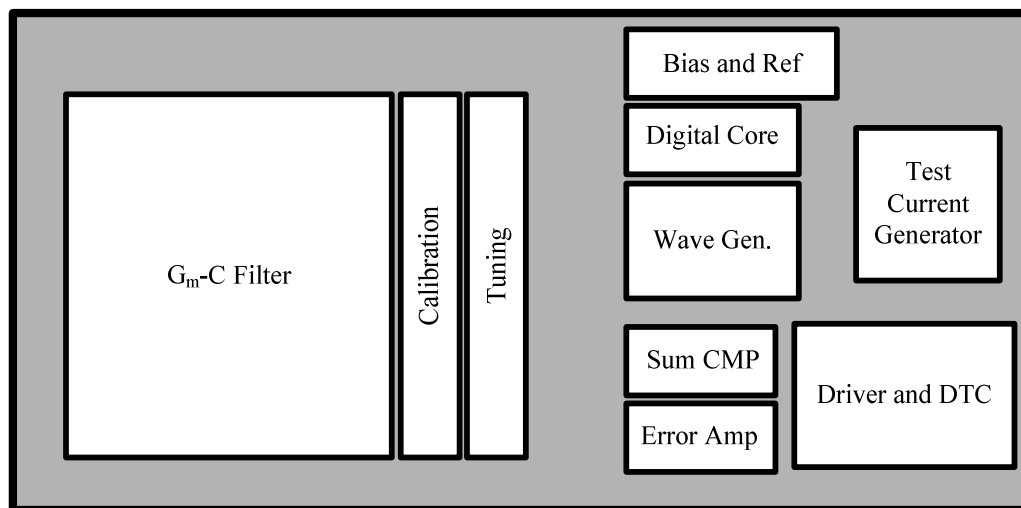 Bias and Ref
Digital Core
Test
Current
Generator
Wave Gen.
Gm-C Filter
Calibration
Tuning
Sum CMP
Driver and DTC
Error Amp